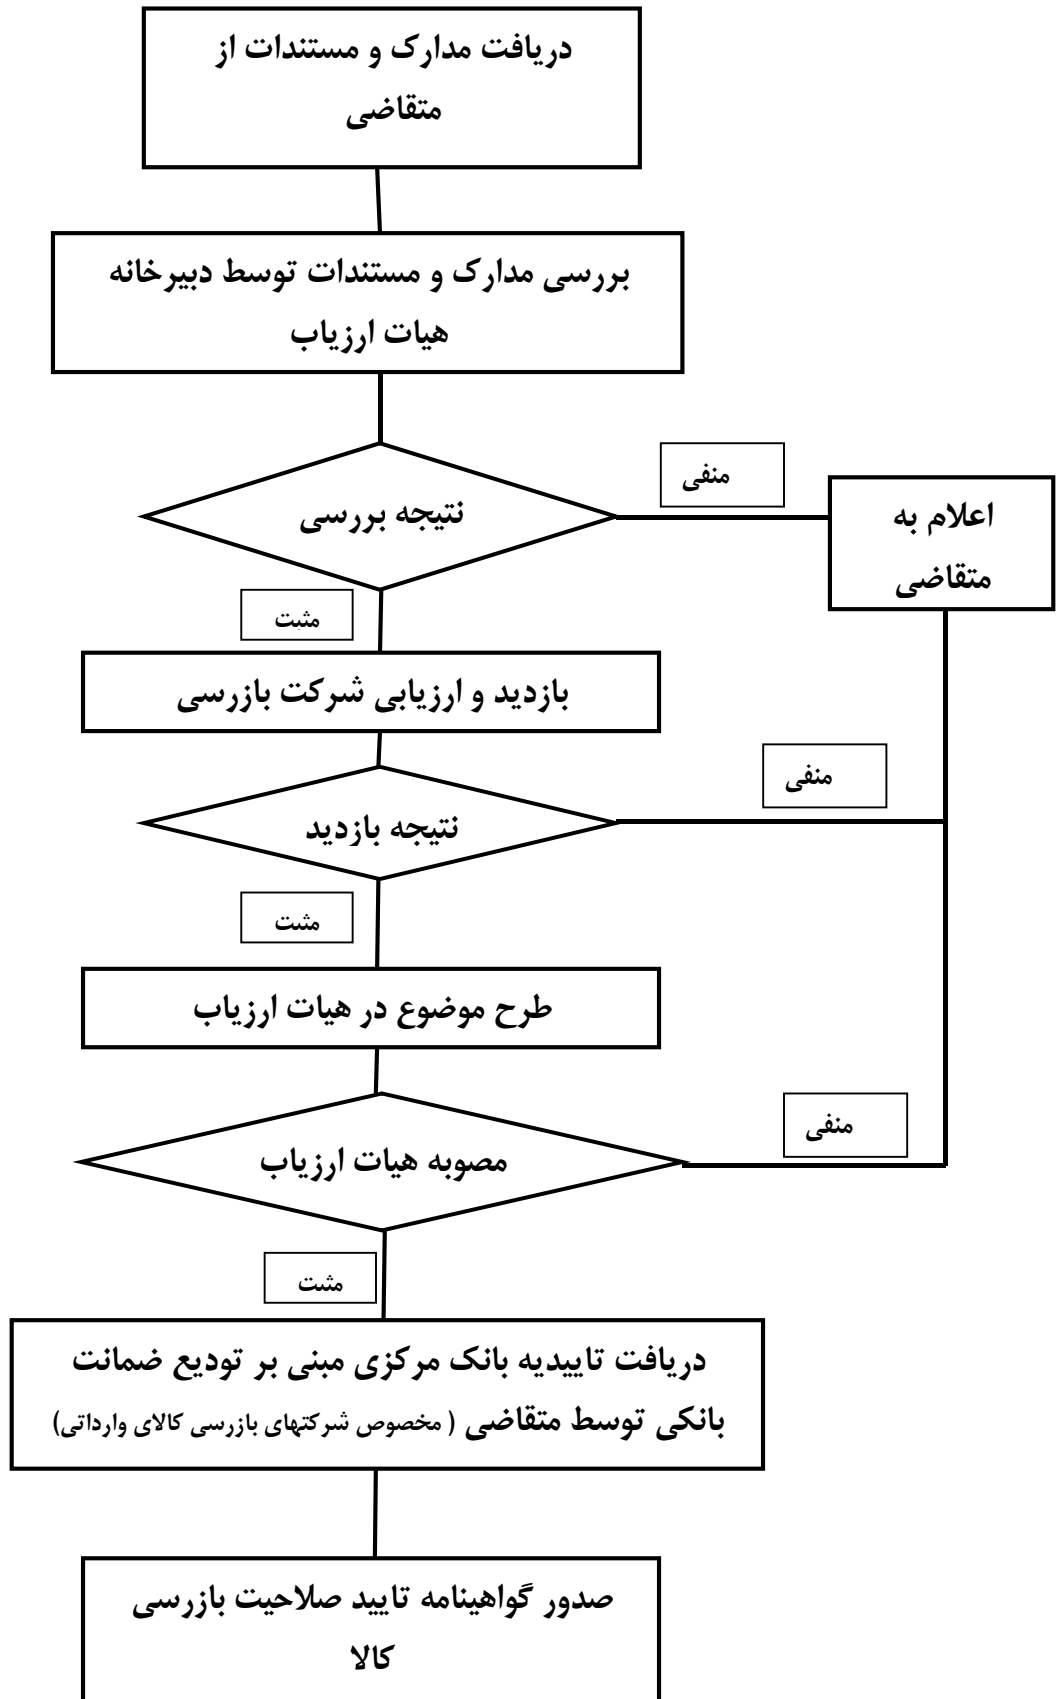 دریافت مدارک و مستندات از
متقاضی
بررسی مدارک و مستندات توسط دبیرخانه
هیات ارزیاب
منفی
نتیجه بررسی
اعلام به
متقاضی
مثبت
بازدید و ارزیابی شرکت بازرسی
منفی
نتیجه بازدید
مثبت
طرح موضوع در هیات ارزیاب
منفی
مصوبه هیات ارزیاب
مثبت
دریافت تاییدیه بانک مرکزی مبنی بر تودیع ضمانت
بانکی توسط متقاضی ( مخصوص شرکتهای بازرسی کالای وارداتی)
صدور گواهینامه تایید صلاحیت بازرسی
کالا